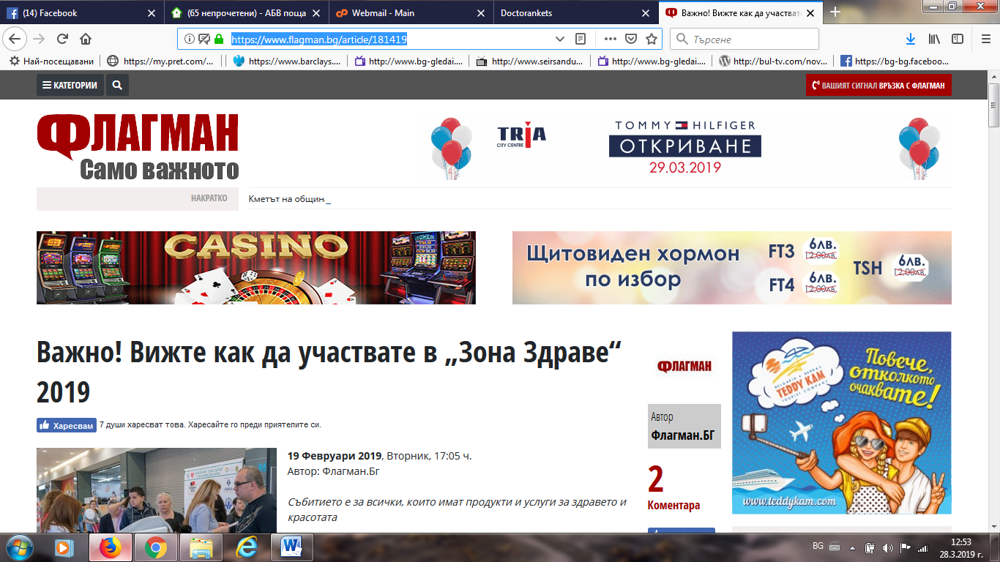 (14) Facebook
(65 непрочетени) - АБВ поща
Webmail - Main
Doctorankets
Важно! Вижте как да участвате
https://www.flagman.bg/article/181419
Търсене
Най-посещавани
https://my.pret.com/...
https://www.barclays....
http://www.bg-gledai....
http://www.seirsandu...
http://www.bg-gledai....
http://bul-tv.com/nov...
https://bg-bg.faceboo...
КАТЕГОРИИ
ВАШИЯТ СИГНАЛ ВРЪЗКА С ФЛАГМАН
ФЛАГМАН
Само важното
TRIA
CITY CENTRE
TOMMY HILFIGER
ОТКРИВАНЕ
29.03.2019
НАКРАТКО
Кметът на общин_
CASINO
Щитовиден хормон
по избор
FT3
6лв.
12,00лв.
FT4
6лв.
12,00лв.
TSH
6лв.
12,00лв.
Важно! Вижте как да участвате в „Зона Здраве“
2019
Харесвам
7 души харесват това. Харесайте го преди приятелите си.
19 Февруари 2019, Вторник, 17:05 ч.
Автор: Флагман.Бг
Събитието е за всички, които имат продукти и услуги за здравето и
красотата
ФЛАГМАН
Автор
Флагман.БГ
2
Коментара
BULGARIA • BURGAS
TEDDY KAM
TOURIST COMPANY
Повече,
отколкото
очаквате!
www.teddykam.com
BG
12:53
28.3.2019 г.